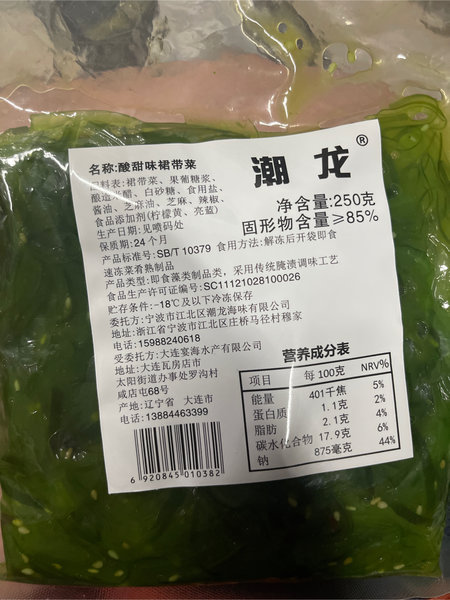 潮龙®
名称:酸甜味裙带菜
配料表:裙带菜、果葡糖浆、
酿造米醋、白砂糖、食用盐、
酱油、芝麻油、芝麻、辣椒、
食品添加剂(柠檬黄、亮蓝)
生产日期:见喷码处
保质期:24个月
净含量:250克
固形物含量≥85%
产品标准号:SB/T 10379 食用方法:解冻后开袋即食
速冻菜肴熟制品
产品类型:即食藻类制品类,采用传统腌渍调味工艺
食品生产许可证编号:SC11121028100026
贮存条件:-18℃及以下冷冻保存
委托方:宁波市江北区潮龙海味有限公司
地址:浙江省宁波市江北区庄桥马径村穆家
电话:15988240618
受委托方:大连宴海水产有限公司
地址:大连瓦房店市
太阳街道办事处罗沟村
咸店屯68号
产地:辽宁省 大连市
电话:13884463399
营养成分表
项目 每100克 NRV%
能量 401千焦 5%
蛋白质 1.1克 2%
脂肪 2.1克 4%
碳水化合物 17.9克 6%
钠 875毫克 44%
6 920845 010382